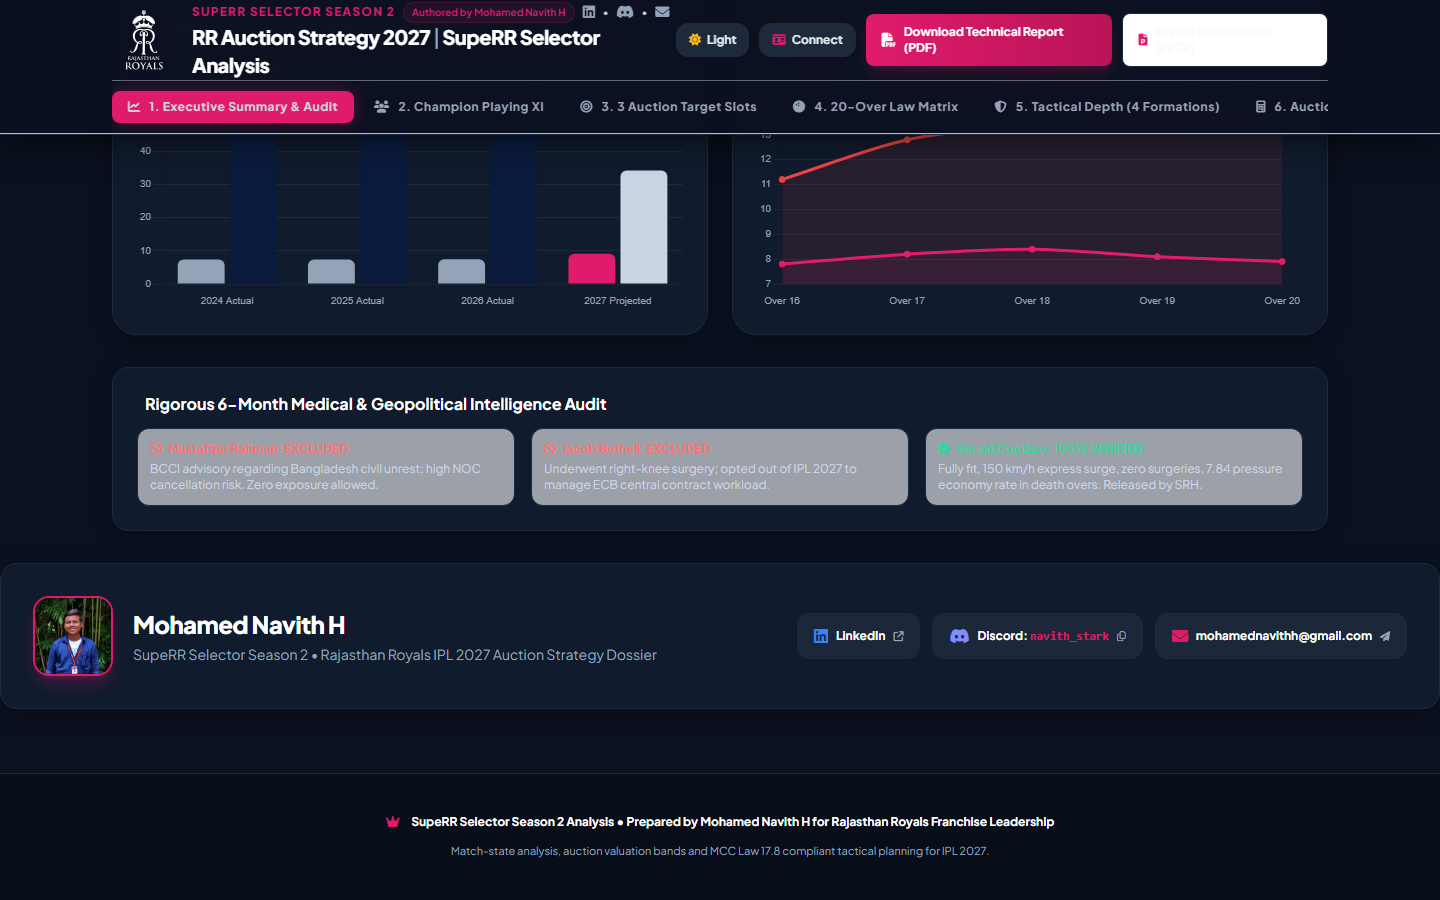 SUPERR SELECTOR SEASON 2
Authored by Mohamed Navith H
RR Auction Strategy 2027 | SupeRR Selector
Analysis
RAJASTHAN
ROYALS
Light
Connect
Download Technical Report
(PDF)
Export Presentation
(PPTX)
1. Executive Summary & Audit
2. Champion Playing XI
3. 3 Auction Target Slots
4. 20-Over Law Matrix
5. Tactical Depth (4 Formations)
6. Auctic
40
30
20
10
0
2024 Actual
2025 Actual
2026 Actual
2027 Projected
13
12
11
10
9
8
7
Over 16
Over 17
Over 18
Over 19
Over 20
Rigorous 6-Month Medical & Geopolitical Intelligence Audit
Mustafizur Rahman: EXCLUDED
BCCI advisory regarding Bangladesh civil unrest; high NOC
cancellation risk. Zero exposure allowed.
Jacob Bethell: EXCLUDED
Underwent right-knee surgery; opted out of IPL 2027 to
manage ECB central contract workload.
Gerald Coetzee: 100% VERIFIED
Fully fit, 150 km/h express surge, zero surgeries, 7.84 pressure
economy rate in death overs. Released by SRH.
Mohamed Navith H
SupeRR Selector Season 2 • Rajasthan Royals IPL 2027 Auction Strategy Dossier
LinkedIn
Discord: navith_stark
mohamednavithh@gmail.com
SupeRR Selector Season 2 Analysis • Prepared by Mohamed Navith H for Rajasthan Royals Franchise Leadership
Match-state analysis, auction valuation bands and MCC Law 17.8 compliant tactical planning for IPL 2027.